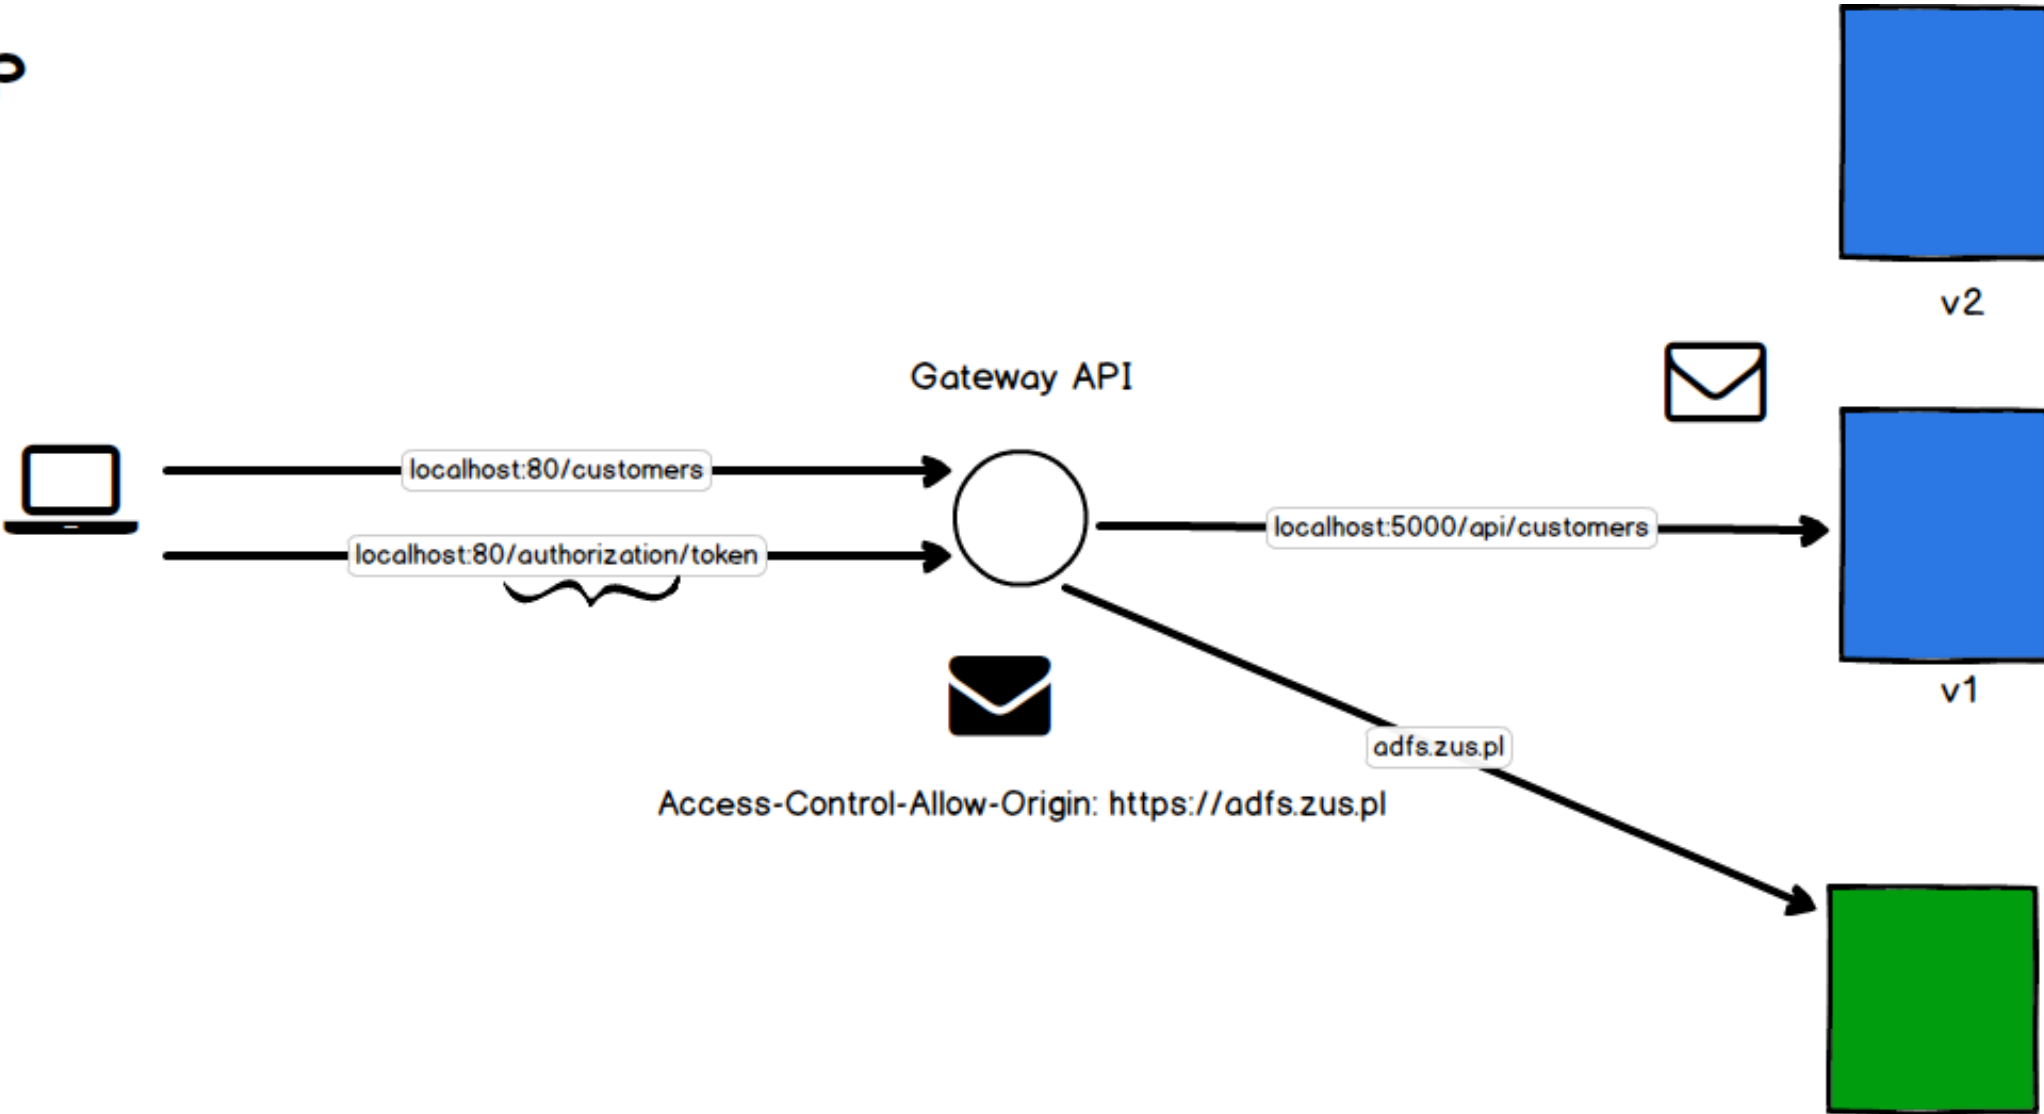 v2
Gateway API
localhost:80/customers
localhost:5000/api/customers
localhost:80/authorization/token
v1
adfs.zus.pl
Access-Control-Allow-Origin: https://adfs.zus.pl